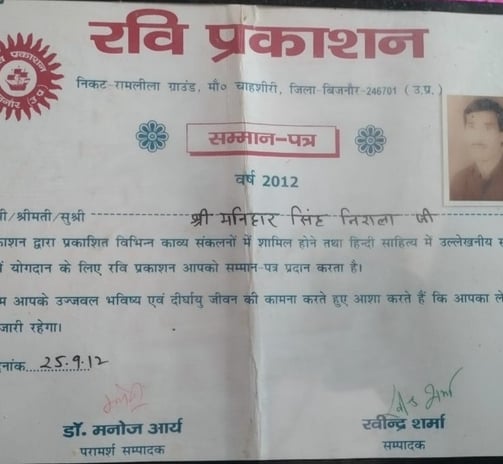 रवि प्रकाशन
निकट-रामलीला ग्राउंड, मौ० चाहशीरी, जिला-बिजनौर-246701 (उ.प्र.)
सम्मान-पत्र
वर्ष 2012
/श्रीमती/सुश्री श्री मनिहार सिंह निराला जी
द्वारा प्रकाशित विभिन्न काव्य संकलनों में शामिल होने तथा हिन्दी साहित्य में उल्लेखनीय
योगदान के लिए रवि प्रकाशन आपको सम्मान-पत्र प्रदान करता है।
आपके उज्जवल भविष्य एवं दीर्घायु जीवन की कामना करते हुए आशा करते हैं कि आपका
जारी रहेगा।
25.9.12
रवीन्द्र शर्मा
डॉ. मनोज आर्य
परामर्श सम्पादक
सम्पादक